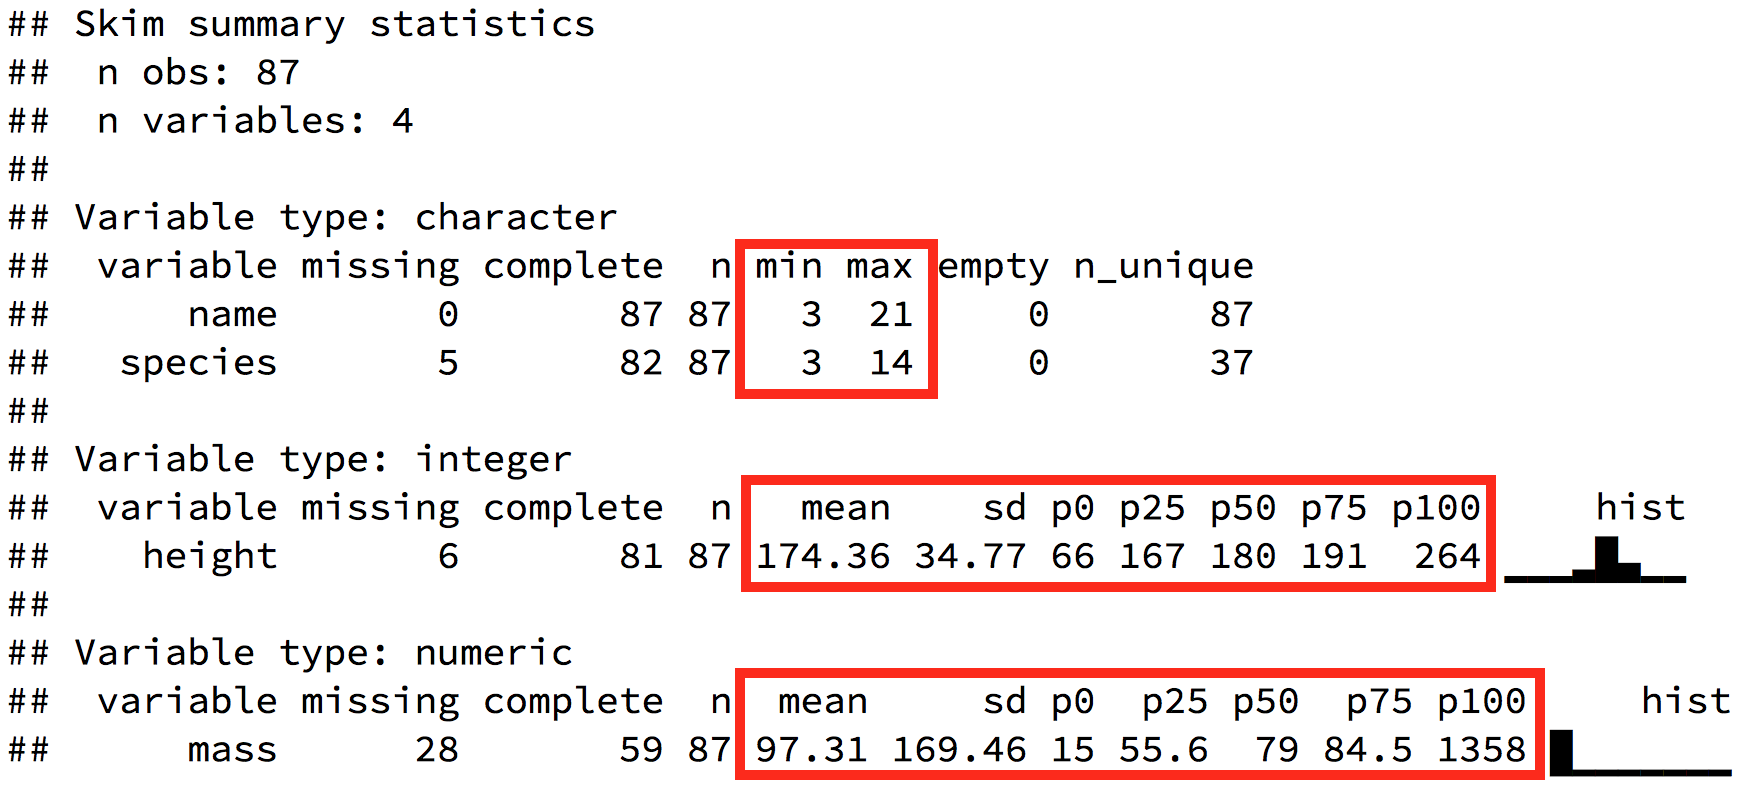 ## Skim summary statistics
##  n obs: 87
##  n variables: 4
##
## Variable type: character
##  variable missing complete  n min max empty n_unique
##      name       0       87 87   3  21     0       87
##   species       5       82 87   3  14     0       37
##
## Variable type: integer
##  variable missing complete  n   mean    sd p0 p25 p50 p75 p100     hist
##    height       6       81 87 174.36 34.77 66 167 180 191  264 ▁▁▁▂▇▂▁▁
##
## Variable type: numeric
##  variable missing complete  n  mean     sd p0  p25 p50  p75 p100     hist
##      mass      28       59 87 97.31 169.46 15 55.6  79 84.5 1358 ▇▁▁▁▁▁▁▁